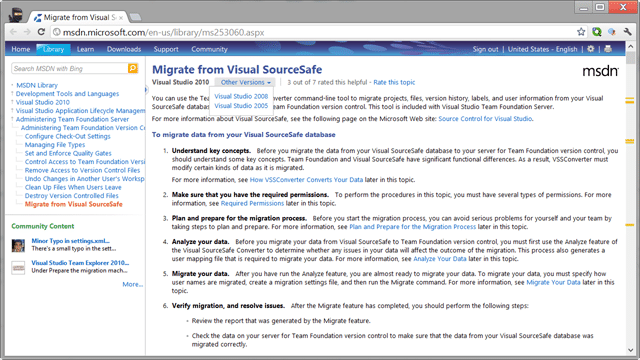 Migrate from Visual S
msdn.microsoft.com/en-us/library/ms253060.aspx
Home Library Learn Downloads Support Community Sign out | United States - English
Search MSDN with Bing
MSDN Library
Development Tools and Languages
Visual Studio 2010
Visual Studio Application Lifecycle Managem
Administering Team Foundation Server
Administering Team Foundation Version Co
Configure Check-Out Settings
Managing File Types
Set and Enforce Quality Gates
Control Access to Team Foundation Versi
Remove Access to Version Control Files
Undo Changes in Another User's Workspa
Clean Up Files When Users Leave
Destroy Version Controlled Files
Migrate from Visual SourceSafe
Community Content
Minor Typo in settings.xml...
There's a small typo in the sett...
Visual Studio Team Explorer 2010...
Under Prepare the migration mach...
More...
Migrate from Visual SourceSafe
msdn
Visual Studio 2010 Other Versions 3 out of 7 rated this helpful - Rate this topic
Visual Studio 2008
Visual Studio 2005
You can use the Tea erter command-line tool to migrate projects, files, version history, labels, and user information from your Visual
SourceSafe databas am Foundation version control. This tool is included with Visual Studio Team Foundation Server.
For more information about Visual SourceSafe, see the following page on the Microsoft Web site: Source Control for Visual Studio.
To migrate data from your Visual SourceSafe database
1. Understand key concepts. Before you migrate the data from your Visual SourceSafe database to your server for Team Foundation version control, you
should understand some key concepts. Team Foundation and Visual SourceSafe have significant functional differences. As a result, VSSConverter must
modify certain kinds of data as it is migrated.
For more information, see How VSSConverter Converts Your Data later in this topic.
2. Make sure that you have the required permissions. To perform the procedures in this topic, you must have several types of permissions. For more
information, see Required Permissions later in this topic.
3. Plan and prepare for the migration process. Before you start the migration process, you can avoid serious problems for yourself and your team by
taking steps to plan and prepare. For more information, see Plan and Prepare for the Migration Process later in this topic.
4. Analyze your data. Before you migrate your data from Visual SourceSafe to Team Foundation version control, you must first use the Analyze feature of
the Visual SourceSafe Converter to determine whether any issues in your data will affect the outcome of the migration. This process also generates a
user mapping file that is required to migrate your data. For more information, see Analyze Your Data later in this topic.
5. Migrate your data. After you have run the Analyze feature, you are almost ready to migrate your data. To migrate your data, you must specify how
user names are migrated, create a migration settings file, and then run the Migrate Command. For more information, see Migrate Your Data later in this
topic.
6. Verify migration, and resolve issues. After the Migrate feature has completed, you should perform the following steps:
Review the report that was generated by the Migrate feature.
Check the data on your server for Team Foundation version control to make sure that the data from your Visual SourceSafe database was
migrated correctly.